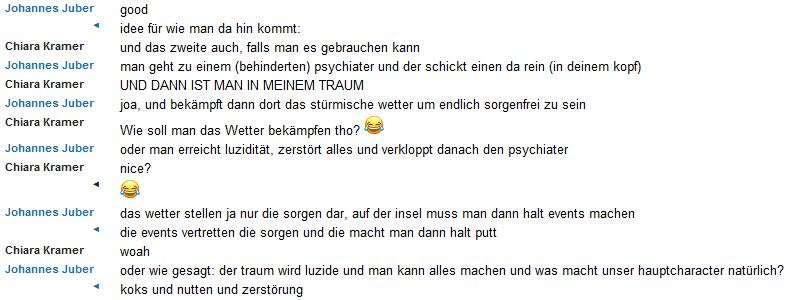 Johannes Juber good
idee für wie man da hin kommt:
Chiara Kramer und das zweite auch, falls man es gebrauchen kann
Johannes Juber man geht zu einem (behinderten) psychiater und der schickt einen da rein (in deinem kopf)
Chiara Kramer UND DANN IST MAN IN MEINEM TRAUM
Johannes Juber joa, und bekämpft dann dort das stürmische wetter um endlich sorgenfrei zu sein
Chiara Kramer Wie soll man das Wetter bekämpfen tho? 😂
Johannes Juber oder man erreicht luzidität, zerstört alles und verkloppt danach den psychiater
Chiara Kramer nice?
😂
Johannes Juber das wetter stellen ja nur die sorgen dar, auf der insel muss man dann halt events machen
die events vertretten die sorgen und die macht man dann halt putt
Chiara Kramer woah
Johannes Juber oder wie gesagt: der traum wird luzide und man kann alles machen und was macht unser hauptcharacter natürlich?
koks und nutten und zerstörung